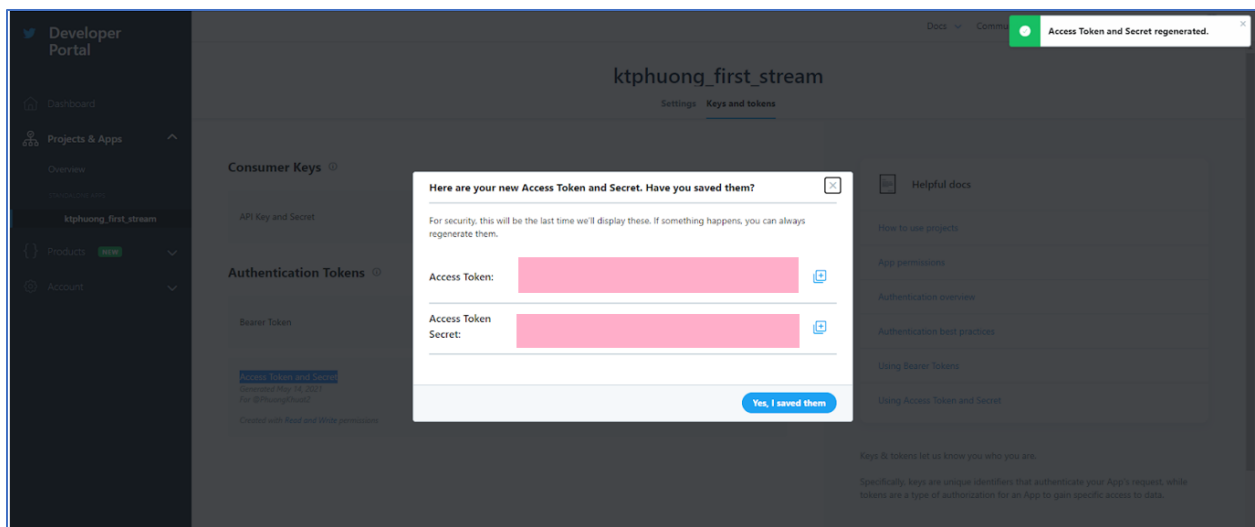 Developer
Portal
Docs
Access Token and Secret regenerated.
ktphuong_first_stream
Settings Keys and tokens
Dashboard
Projects & Apps
Overview
ktphuong_first_stream
Products NEW
Account
Consumer Keys
API Key and Secret
Authentication Tokens
Bearer Token
Access Token and Secret
Generated May 14, 2021
Created with Read and Write permissions
Here are your new Access Token and Secret. Have you saved them?
For security, this will be the last time we'll display these. If something happens, you can always
regenerate them.
Access Token:
Access Token
Secret:
Yes, I saved them
Helpful docs
How to use projects
App permissions
Authentication overview
Authentication best practices
Using Bearer Tokens
Using Access Token and Secret
Keys & tokens let us know you who you are.
Specifically, keys are unique identifiers that authenticate your App's request, while
tokens are a type of authorization for an App to gain specific access to data.